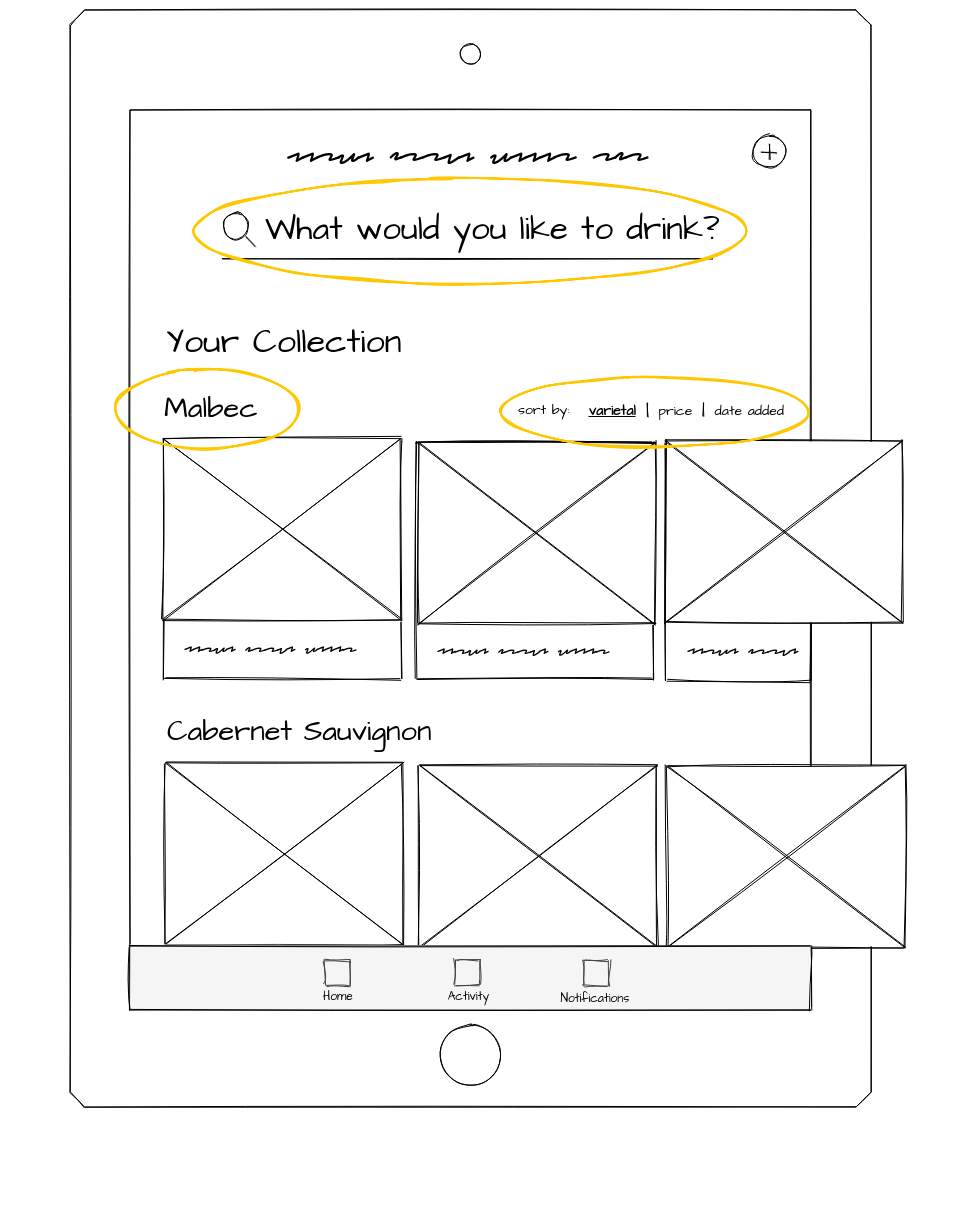 What would you like to drink?
Your Collection
Malbec
sort by: varietal | price | date added
Cabernet Sauvignon
Home Activity Notifications